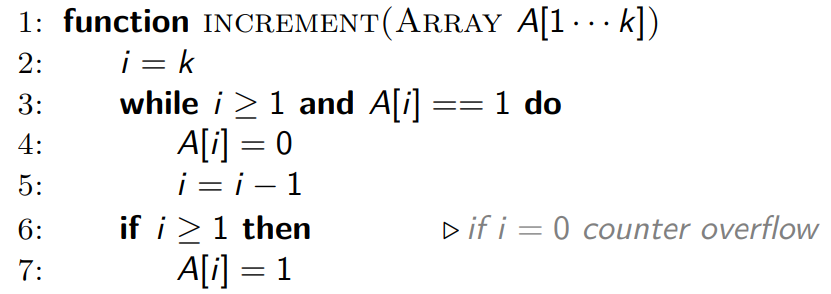 1: function INCREMENT(ARRAY A[1 · · · k])
2: i = k
3: while i ≥ 1 and A[i] == 1 do
4: A[i] = 0
5: i = i − 1
6: if i ≥ 1 then ▷ if i = 0 counter overflow
7: A[i] = 1